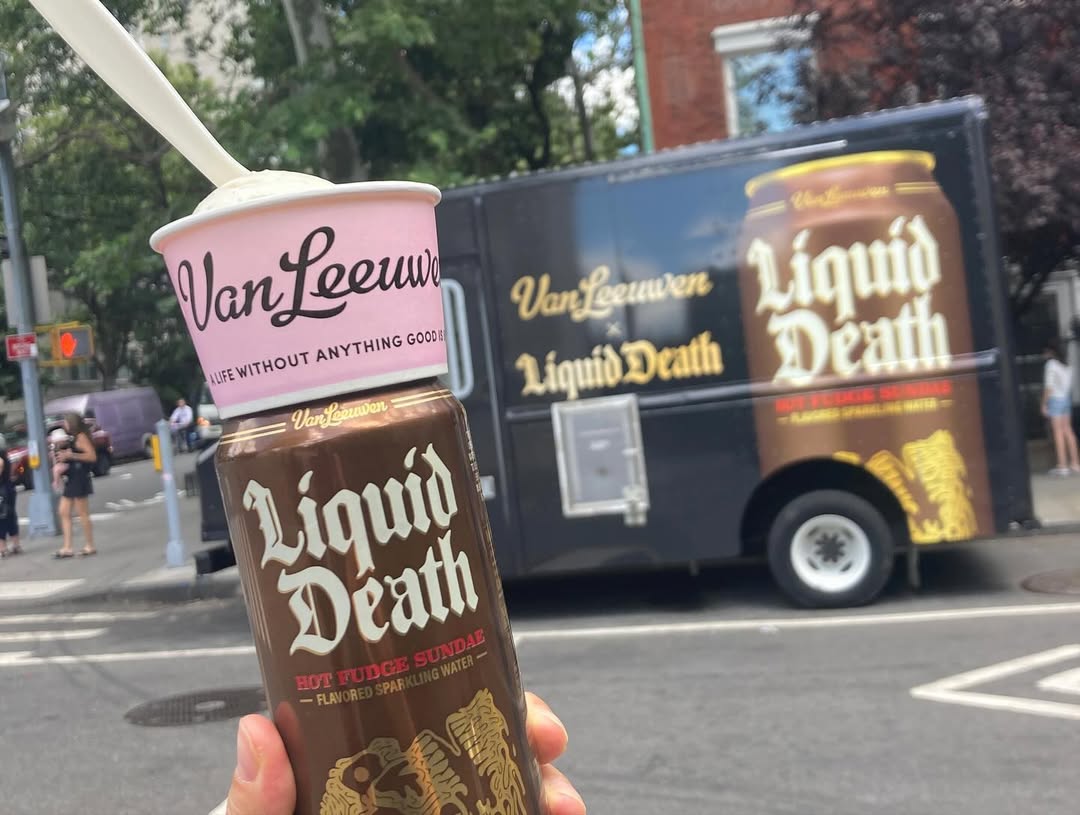 Van Leeuwe
A LIFE WITHOUT ANYTHING GOOD IS
Van Leeuwen
Liquid
Death
HOT FUDGE SUNDAE
FLAVORED SPARKLING WATER
Van Leeuwen
x
Liquid Death
Van Leeuwen
Liquid
Death
HOT FUDGE SUNDAE
FLAVORED SPARKLING WATER